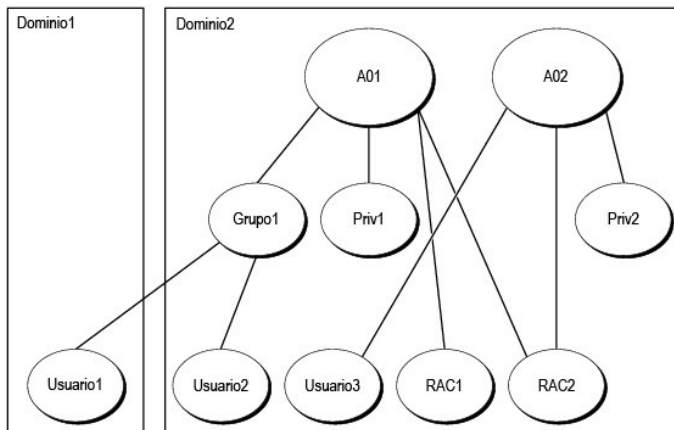 Dominio1
Dominio2
A01
A02
Grupo1
Priv1
Priv2
Usuario1
Usuario2
Usuario3
RAC1
RAC2